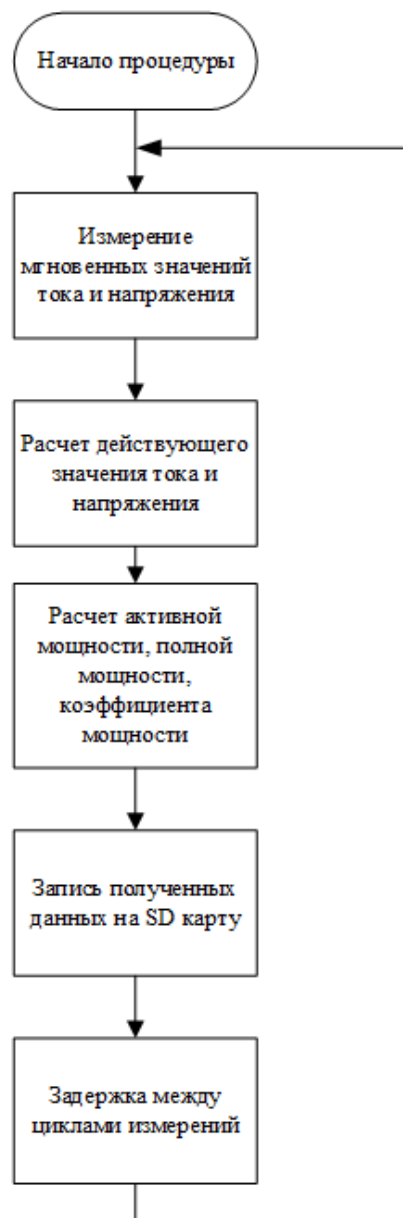 Начало процедуры
Измерение
мгновенных значений
тока и напряжения
Расчет действующего
значения тока и
напряжения
Расчет активной
мощности, полной
мощности,
коэффициента
мощности
Запись полученных
данных на SD карту
Задержка между
циклами измерений